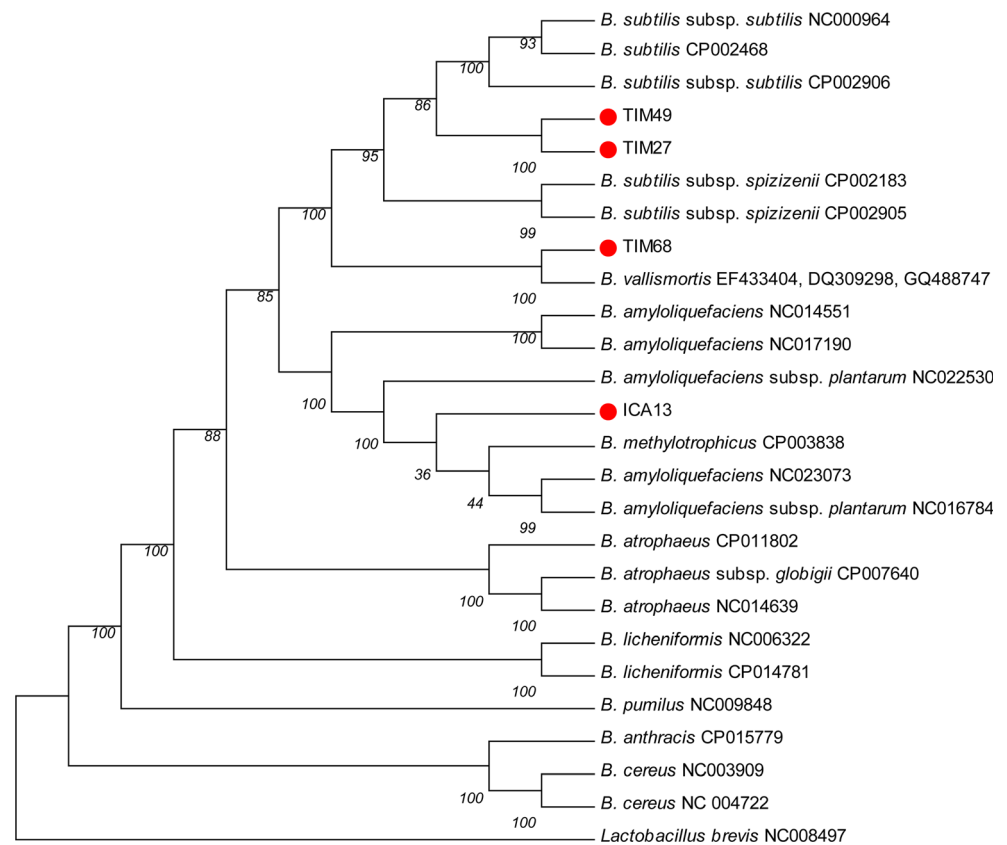 B. subtilis subsp. subtilis NC000964
93
B. subtilis CP002468
100
B. subtilis subsp. subtilis CP002906
86
TIM49
TIM27
95
100
B. subtilis subsp. spizizenii CP002183
100
B. subtilis subsp. spizizenii CP002905
99
TIM68
B. vallismortis EF433404, DQ309298, GQ488747
85
100
B. amyloliquefaciens NC014551
100
B. amyloliquefaciens NC017190
B. amyloliquefaciens subsp. plantarum NC022530
100
ICA13
88
100
B. methylotrophicus CP003838
36
B. amyloliquefaciens NC023073
44
B. amyloliquefaciens subsp. plantarum NC016784
99
B. atrophaeus CP011802
100
B. atrophaeus subsp. globigii CP007640
100
B. atrophaeus NC014639
100
100
B. licheniformis NC006322
B. licheniformis CP014781
100
B. pumilus NC009848
B. anthracis CP015779
B. cereus NC003909
100
B. cereus NC 004722
100
Lactobacillus brevis NC008497